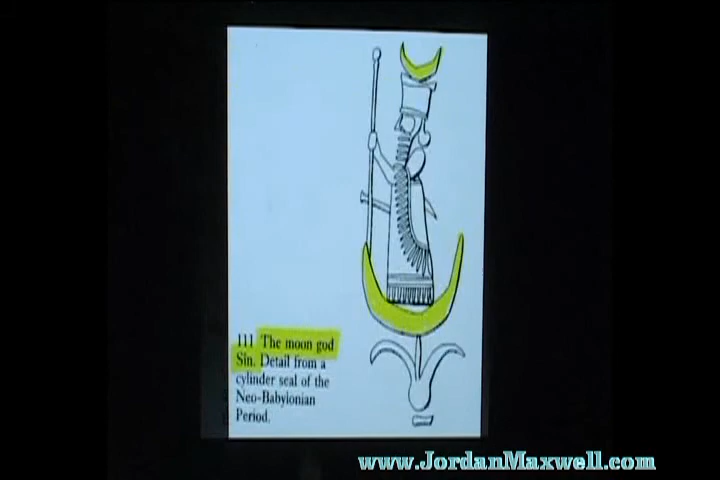 111 The moon god
Sin. Detail from a
cylinder seal of the
Neo-Babylonian
Period.
www.JordanMaxwell.com